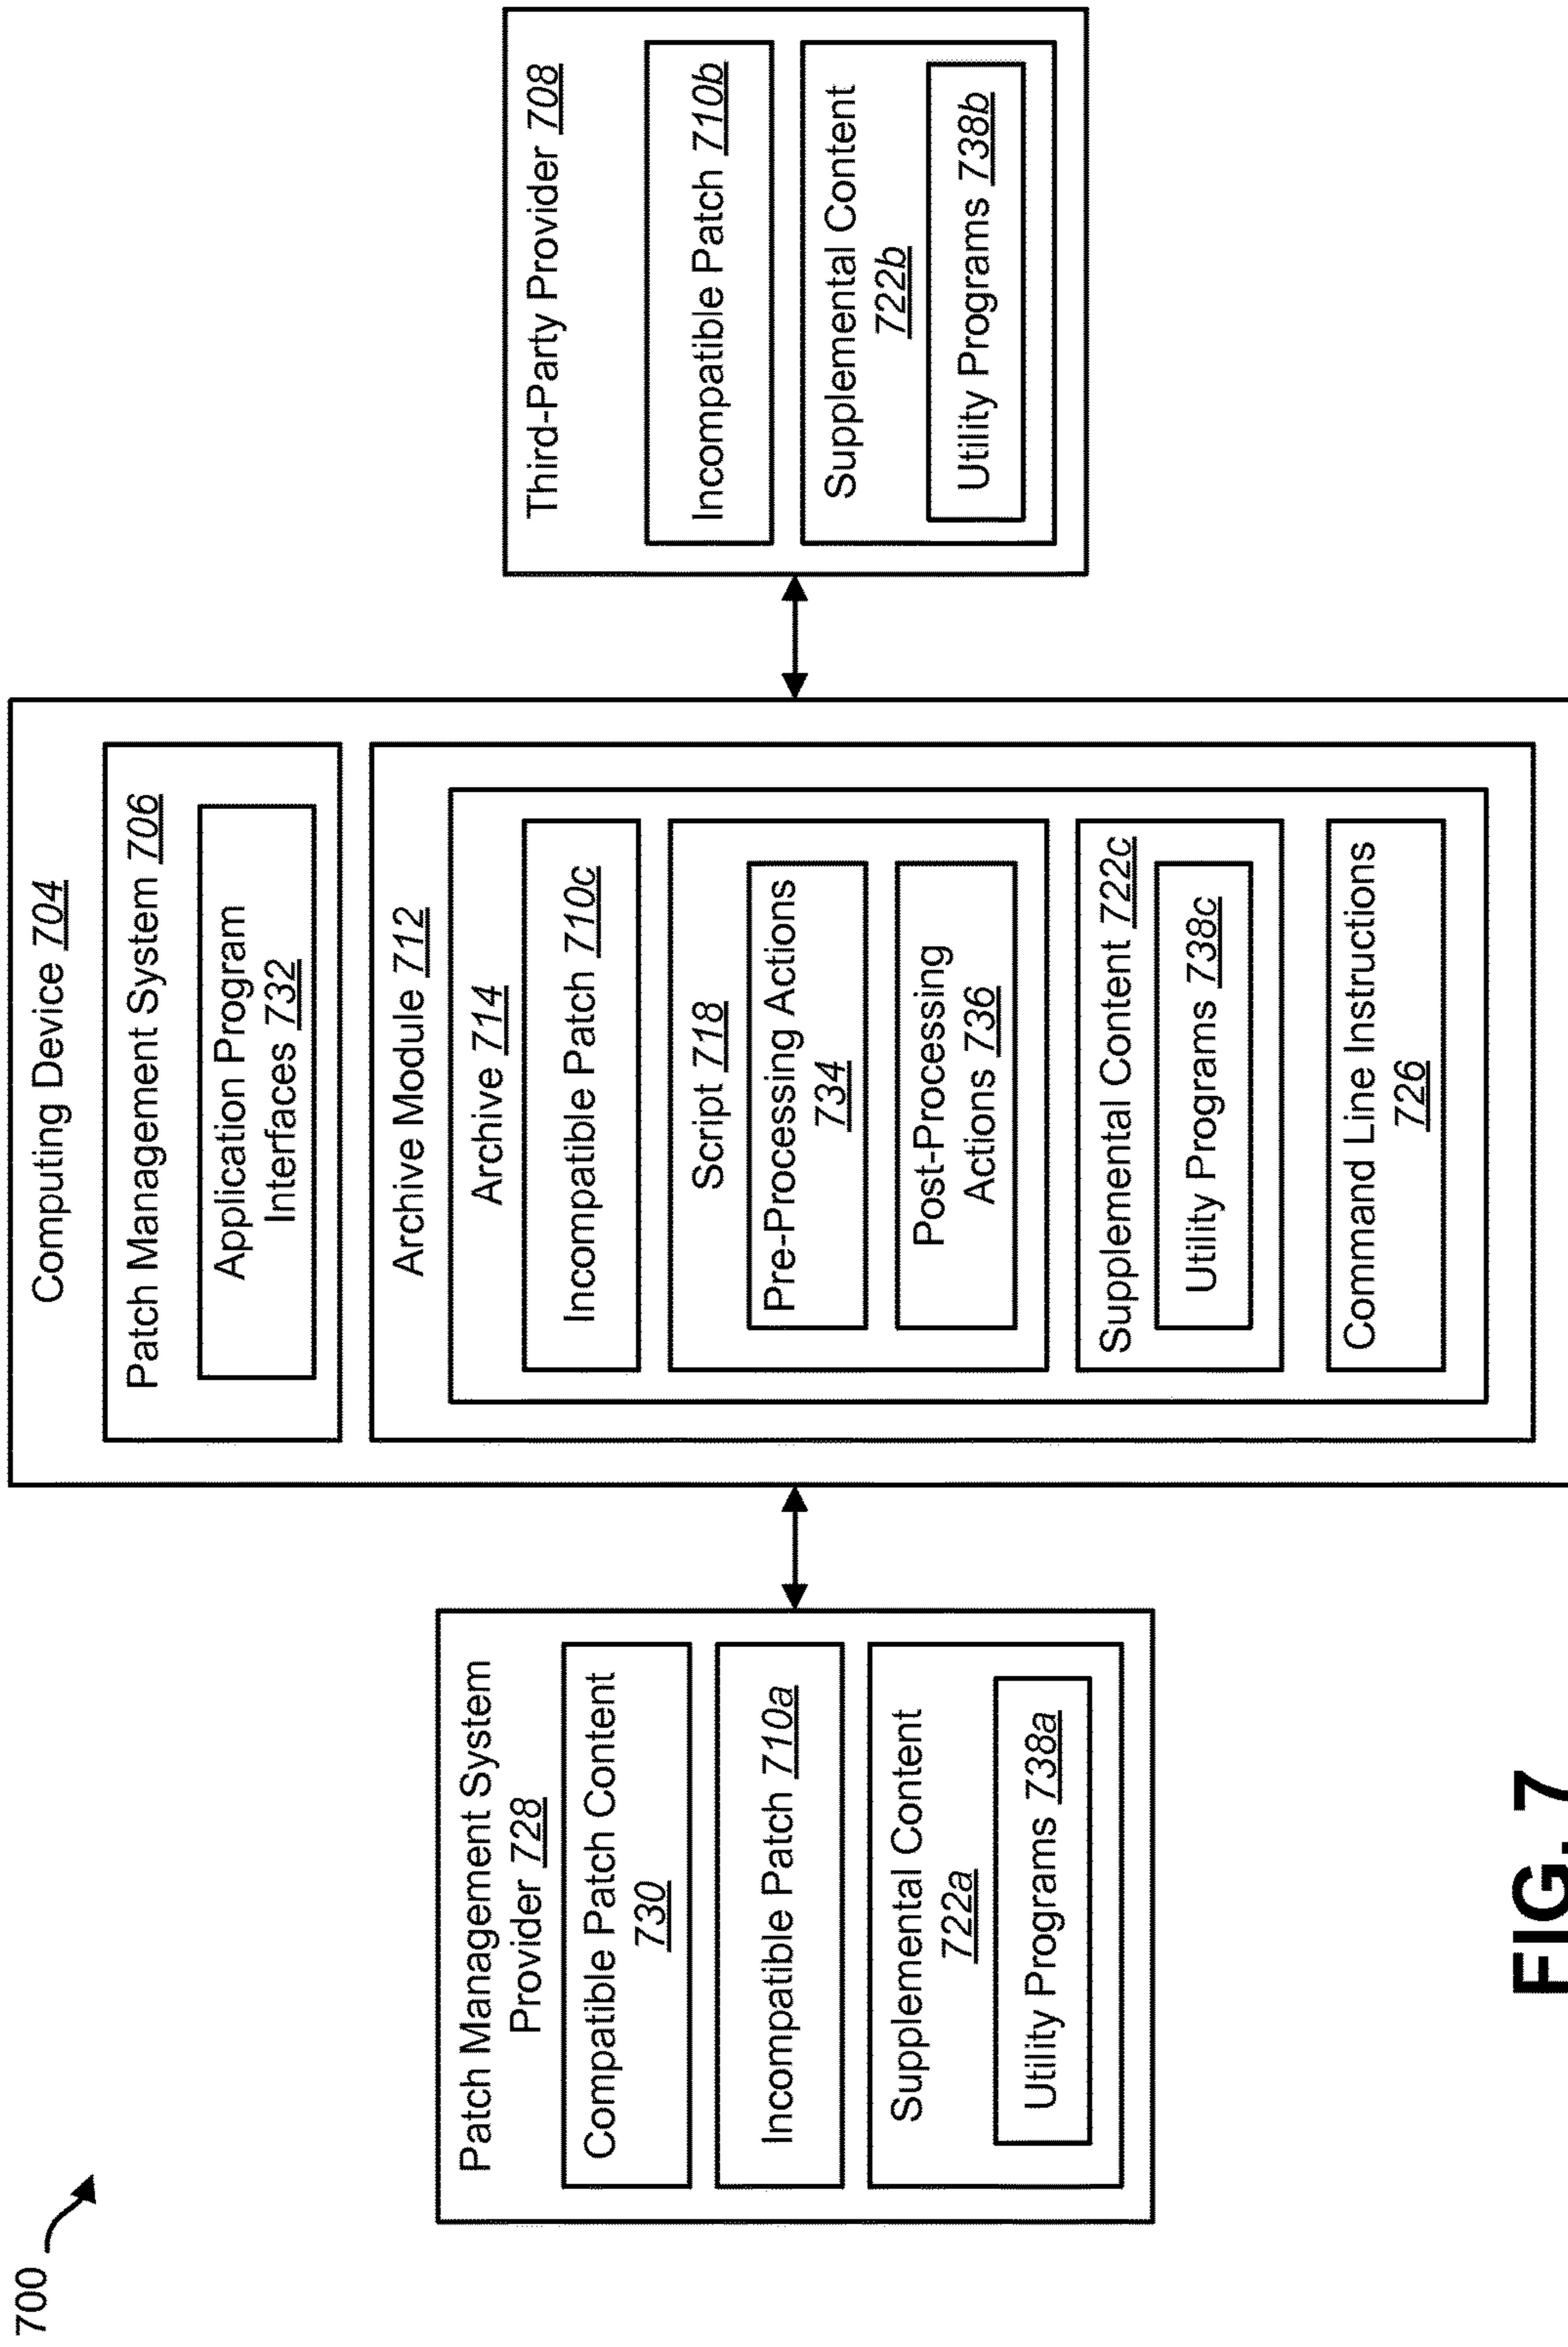 700
Patch Management System
Provider 728
Compatible Patch Content
730
Incompatible Patch 710a
Supplemental Content
722a
Utility Programs 738a
Computing Device 704
Patch Management System 706
Application Program
Interfaces 732
Archive Module 712
Archive 714
Incompatible Patch 710c
Script 718
Pre-Processing Actions
734
Post-Processing
Actions 736
Supplemental Content 722c
Utility Programs 738c
Command Line Instructions
726
Third-Party Provider 708
Incompatible Patch 710b
Supplemental Content
722b
Utility Programs 738b
FIG. 7